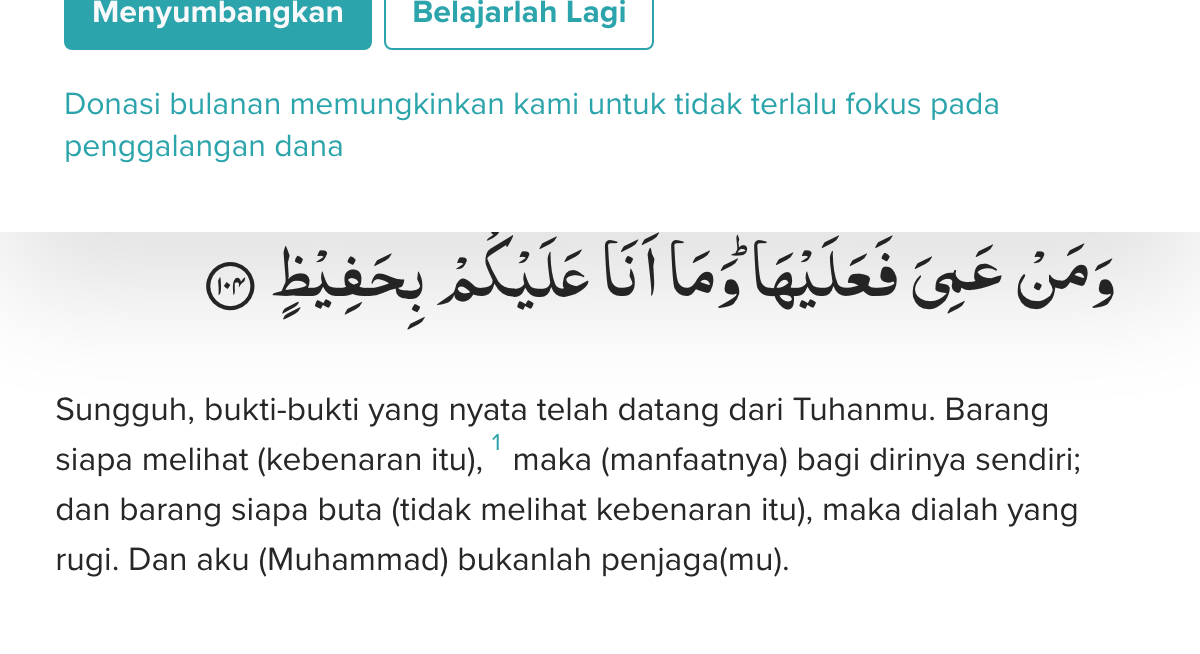 Menyumbangkan
Belajarlah Lagi
Donasi bulanan memungkinkan kami untuk tidak terlalu fokus pada
penggalangan dana
وَمَنْ عَمِيَ فَعَلَيْهَاۗ وَمَآ اَنَا۠ عَلَيْكُمْ بِحَفِيْظٍ ١٠٤
Sungguh, bukti-bukti yang nyata telah datang dari Tuhanmu. Barang
siapa melihat (kebenaran itu), 1 maka (manfaatnya) bagi dirinya sendiri;
dan barang siapa buta (tidak melihat kebenaran itu), maka dialah yang
rugi. Dan aku (Muhammad) bukanlah penjaga(mu).